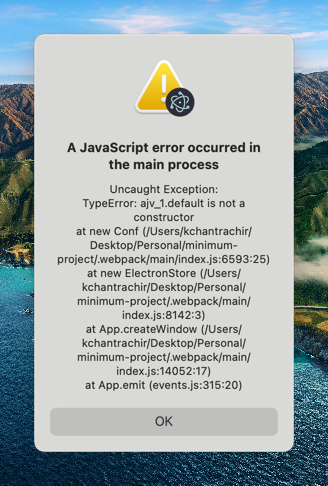 A JavaScript error occurred in
the main process
Uncaught Exception:
TypeError: ajv_1.default is not a
constructor
at new Conf (/Users/kchantrachir/
Desktop/Personal/minimum-
project/.webpack/main/index.js:6593:25)
at new ElectronStore (/Users/
kchantrachir/Desktop/Personal/
minimum-project/.webpack/main/
index.js:8142:3)
at App.createWindow (/Users/
kchantrachir/Desktop/Personal/
minimum-project/.webpack/main/
index.js:14052:17)
at App.emit (events.js:315:20)
OK